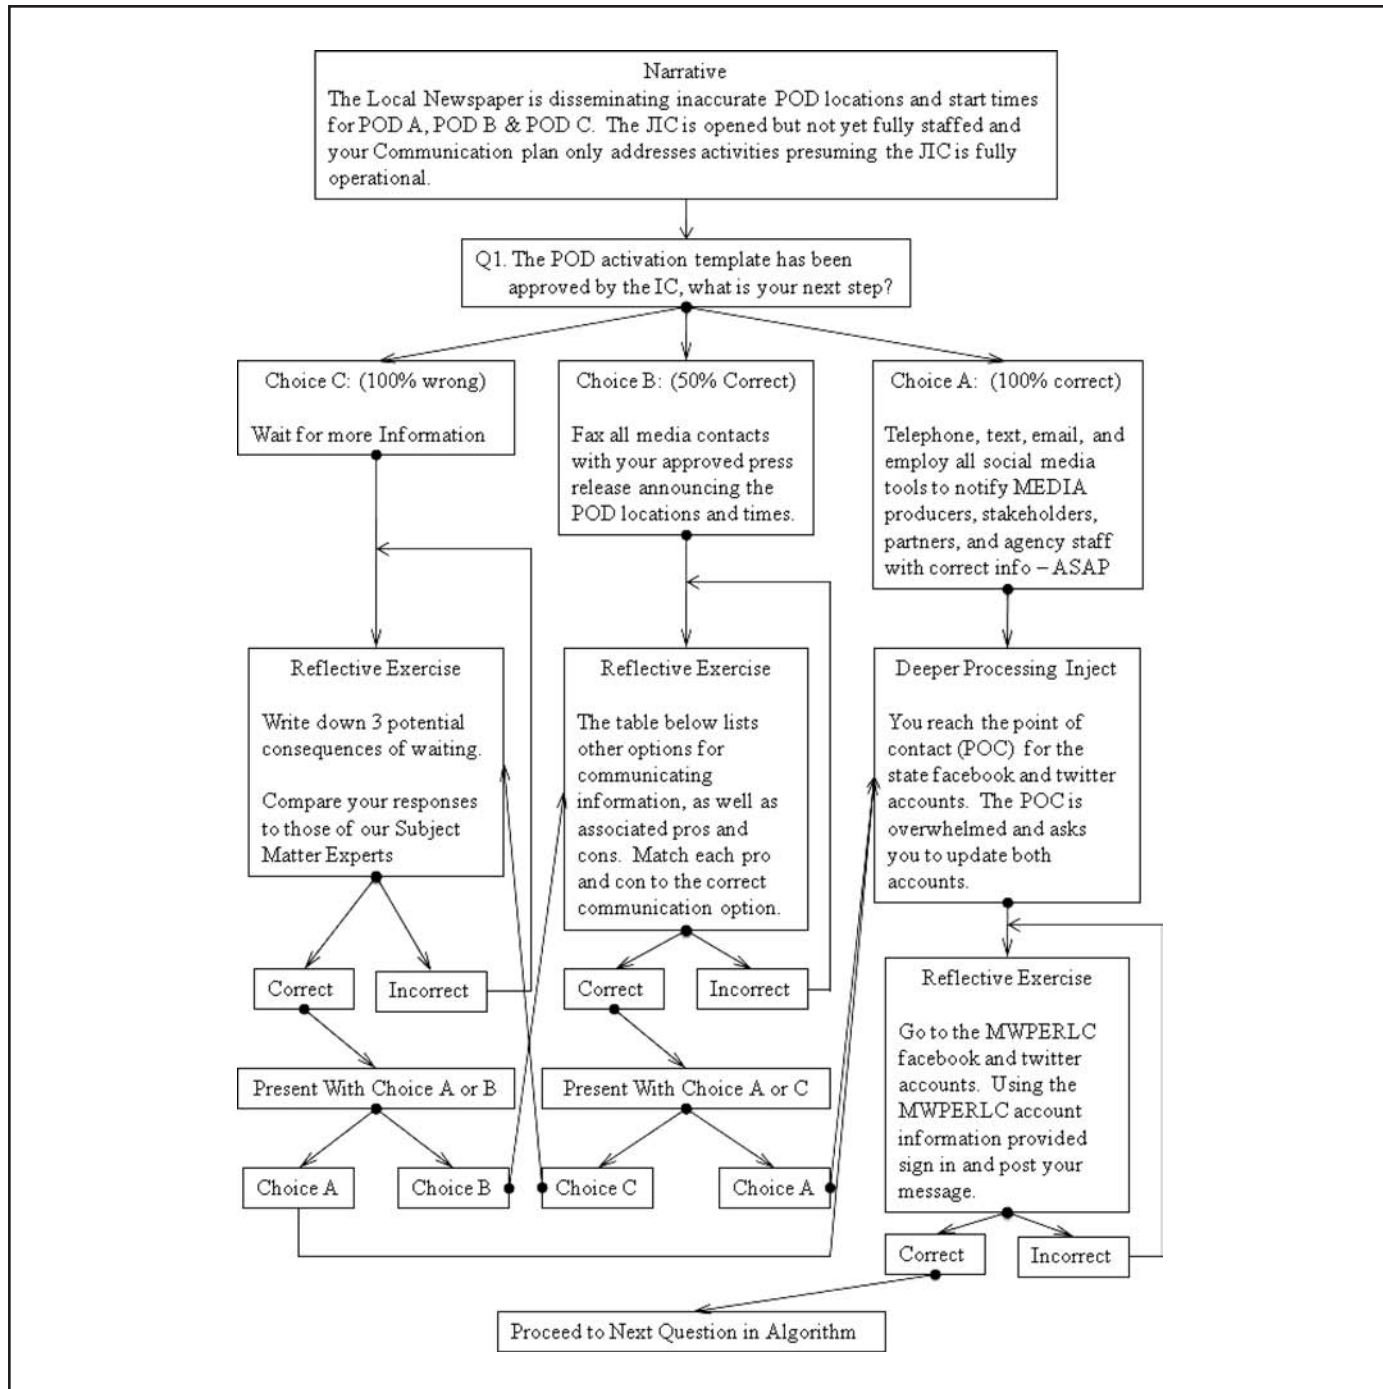 Narrative
The Local Newspaper is disseminating inaccurate POD locations and start times
for POD A, POD B & POD C. The JIC is opened but not yet fully staffed and
your Communication plan only addresses activities presuming the JIC is fully
operational.
Q1. The POD activation template has been
approved by the IC, what is your next step?
Choice C: (100% wrong)
Wait for more Information
Choice B: (50% Correct)
Fax all media contacts
with your approved press
release announcing the
POD locations and times.
Choice A: (100% correct)
Telephone, text, email, and
employ all social media
tools to notify MEDIA
producers, stakeholders,
partners, and agency staff
with correct info – ASAP
Reflective Exercise
Write down 3 potential
consequences of waiting.
Compare your responses
to those of our Subject
Matter Experts
Reflective Exercise
The table below lists
other options for
communicating
information, as well as
associated pros and
cons. Match each pro
and con to the correct
communication option.
Deeper Processing Inject
You reach the point of
contact (POC) for the
state facebook and twitter
accounts. The POC is
overwhelmed and asks
you to update both
accounts.
Correct
Incorrect
Correct
Incorrect
Reflective Exercise
Go to the MWPERLC
facebook and twitter
accounts. Using the
MWPERLC account
information provided
sign in and post your
message.
Present With Choice A or B
Present With Choice A or C
Choice A
Choice B
Choice C
Choice A
Correct
Incorrect
Proceed to Next Question in Algorithm